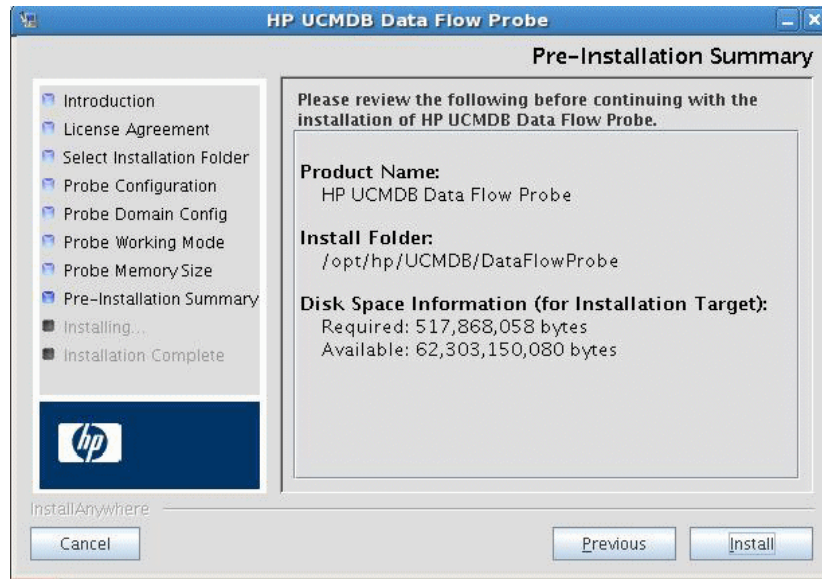 HP UCMDB Data Flow Probe
Pre-Installation Summary
Introduction
License Agreement
Select Installation Folder
Probe Configuration
Probe Domain Config
Probe Working Mode
Probe Memory Size
Pre-Installation Summary
Installing...
Installation Complete
Please review the following before continuing with the
installation of HP UCMDB Data Flow Probe.
Product Name:
HP UCMDB Data Flow Probe
Install Folder:
/opt/hp/UCMDB/DataFlowProbe
Disk Space Information (for Installation Target):
Required: 517,868,058 bytes
Available: 62,303,150,080 bytes
hp
InstallAnywhere
Cancel
Previous
Install